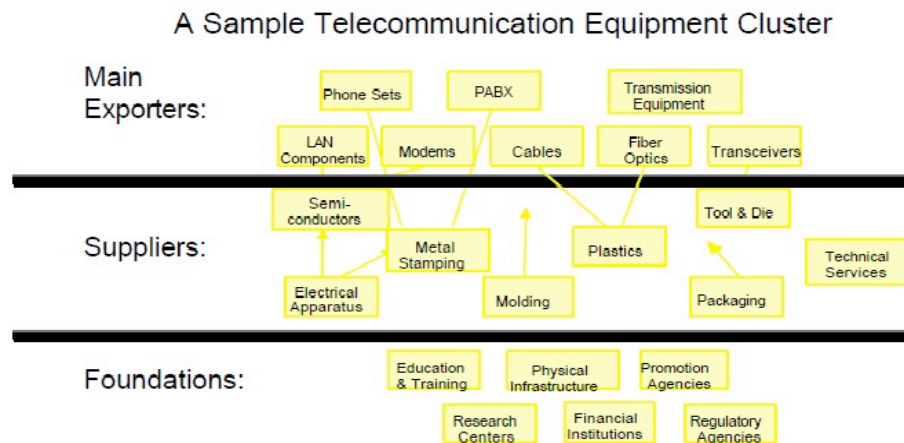 A Sample Telecommunication Equipment Cluster
Main
Exporters:
Phone Sets
PABX
Transmission
Equipment
LAN
Components
Modems
Cables
Fiber
Optics
Transceivers
Suppliers:
Semi-
conductors
Tool & Die
Metal
Stamping
Plastics
Technical
Services
Electrical
Apparatus
Molding
Packaging
Foundations:
Education
& Training
Physical
Infrastructure
Promotion
Agencies
Research
Centers
Financial
Institutions
Regulatory
Agencies